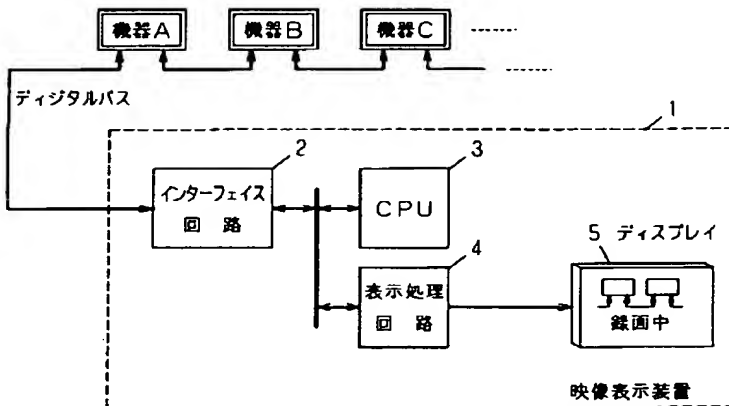 機器A
機器B
機器C
ディジタルバス
1
2
3
インターフェイス
回路
CPU
4
5 ディスプレイ
表示処理
回路
録画中
映像表示装置